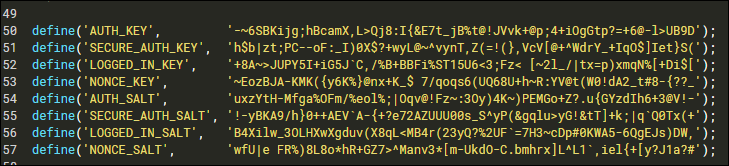 49
50 define('AUTH_KEY', '-~6SBKijg;hBcamX,L>Qj8:I{&E7t_jB%t@!JVvk+@p;4+iOgGtp?=+6@-l>UB9D');
51 define('SECURE_AUTH_KEY', 'h$b|zt;PC--oF:_I)0X$?+wyL@~^vynT,Z(=!(},VcV[@+^WdrY_+IqO$]Iet}S(');
52 define('LOGGED_IN_KEY', '+8A~>JUPY5I+iG5J`C,/%B+BBFi%ST15U6<3;Fz< [~2l_/|tx=p)xmqN%[+Di$['
53 define('NONCE_KEY', '~EozBJA-KMK({y6K%}@nx+K_$ 7/qoqs6(UQ68U+h~R:YV@t(W0!dA2_t#8-{??_'
54 define('AUTH_SALT', 'uxzYtH-Mfga%OFm/%eol%;|Oqv@!Fz~:3Oy)4K~)PEMGo+Z?.u{GYzdIh6+3@V!-'
55 define('SECURE_AUTH_SALT', '!-yBKA9/h}0++AEV`A-{+?e72AZUUU00s_S^yP(&gqlu>yG!&tT]+k;|q`Q0Tx(+'
56 define('LOGGED_IN_SALT', 'B4Xilw_3OLHXwXgduv(X8qL<MB4r(23yQ?%2UF`=7H3~cDp#0KWA5-6QgEJs)DW,'
57 define('NONCE_SALT', 'wfU|e FR%)8L8o*hR+GZ7>^Manv3*[m-UkdO-C.bmhrx]L^L1`,iel{+[y?J1a?#'